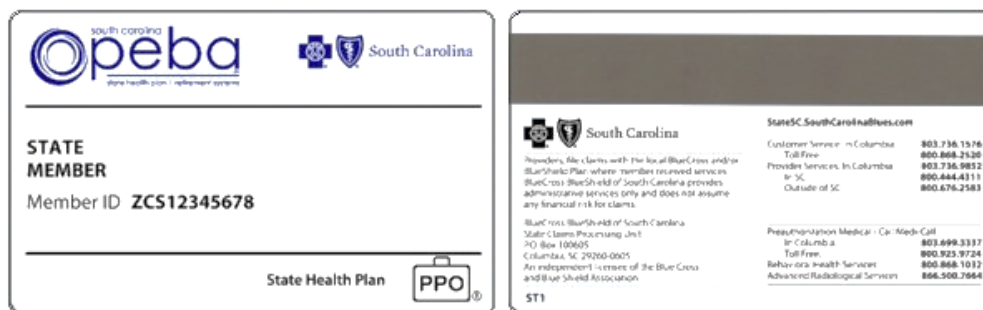 south carolina
peba
state health plan | retirement systems
South Carolina
STATE
MEMBER
Member ID ZCS12345678
State Health Plan
PPO
®
South Carolina
Providers, file claims with the local BlueCross and/or
BlueShield Plan where member received services
BlueCross BlueShield of South Carolina provides
administrative services only and does not assume
any financial risk for claims.
BlueCross BlueShield of South Carolina
State Claims Processing Unit
P.O. Box 100605
Columbia, SC 29260-0605
An independent licensee of the Blue Cross
and Blue Shield Association
ST1
StateSC.SouthCarolinaBlues.com
Customer Service In Columbia 803.736.1576
Toll Free 800.868.2520
Provider Services In Columbia 803.736.9852
In SC 800.444.4311
Outside of SC 800.676.2583
Preauthorization Medical - Call Medi-Call
In Columbia 803.699.3337
Toll Free 800.925.9724
Behavioral Health Services 800.868.1032
Advanced Radiological Services 866.500.7664